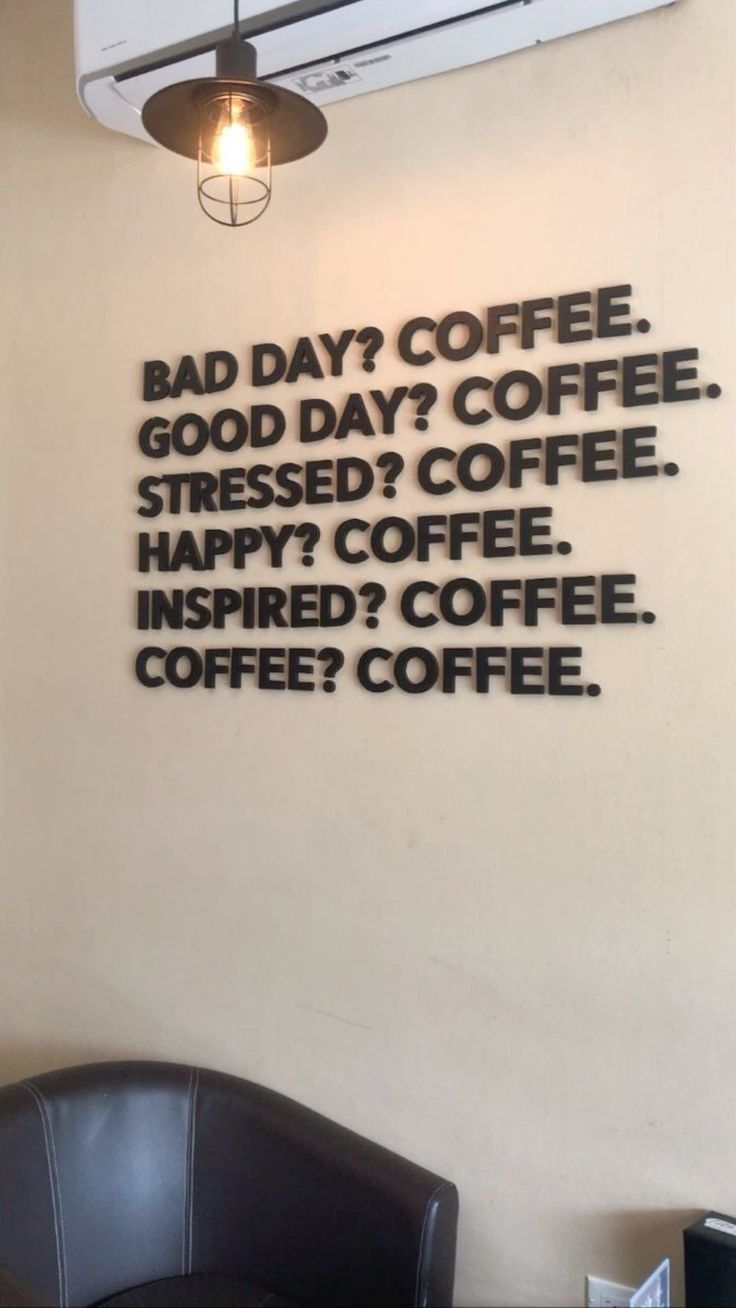 BAD DAY? COFFEE.
GOOD DAY? COFFEE.
STRESSED? COFFEE.
HAPPY? COFFEE.
INSPIRED? COFFEE.
COFFEE? COFFEE.